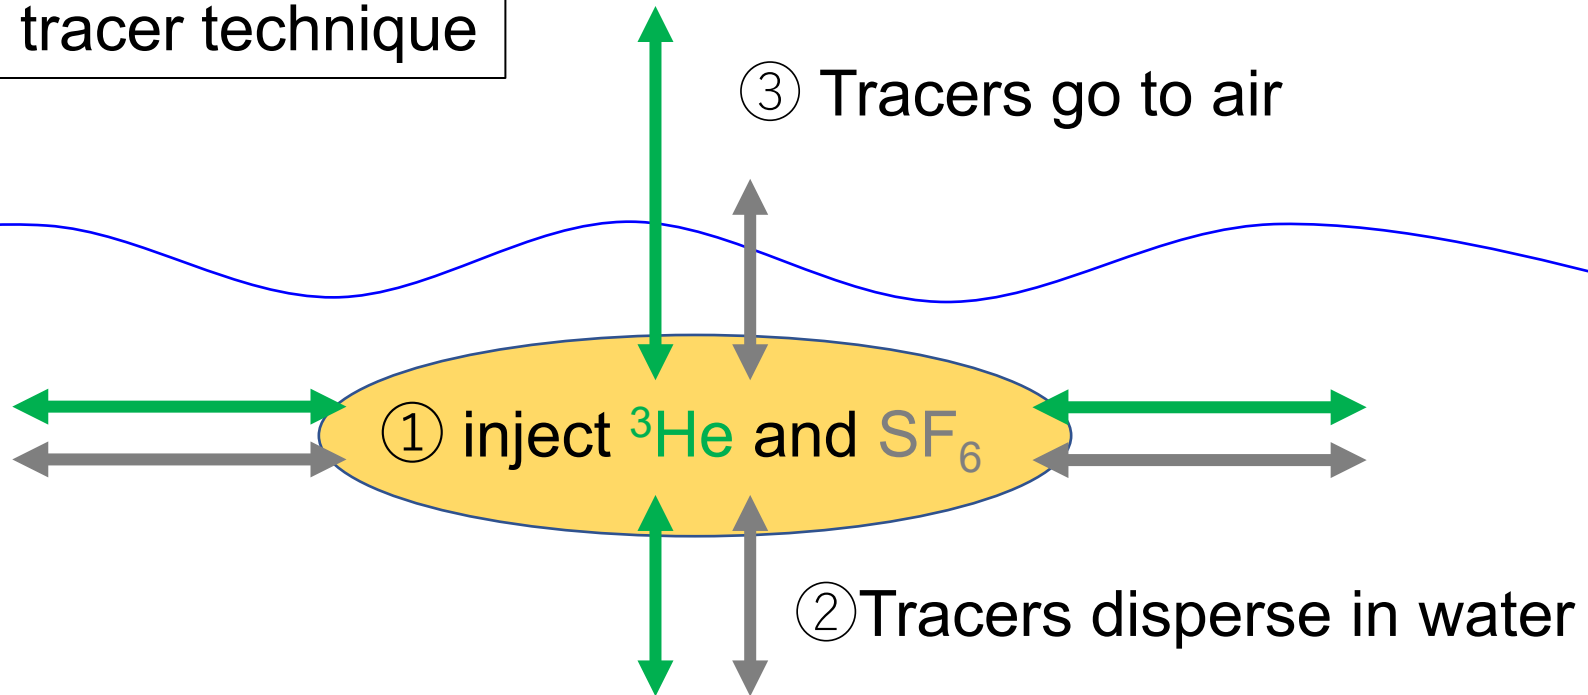 tracer technique
③ Tracers go to air
① inject ³He and SF₆
②Tracers disperse in water